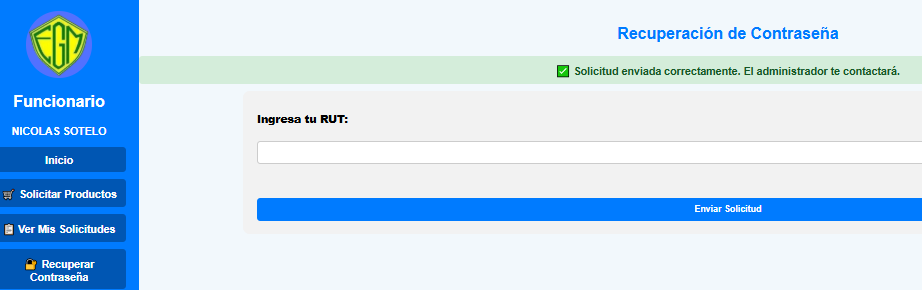 EGM
Funcionario
NICOLAS SOTELO
Inicio
Solicitar Productos
Ver Mis Solicitudes
Recuperar
Contraseña
Recuperación de Contraseña
Solicitud enviada correctamente. El administrador te contactará.
Ingresa tu RUT:
Enviar Solicitud